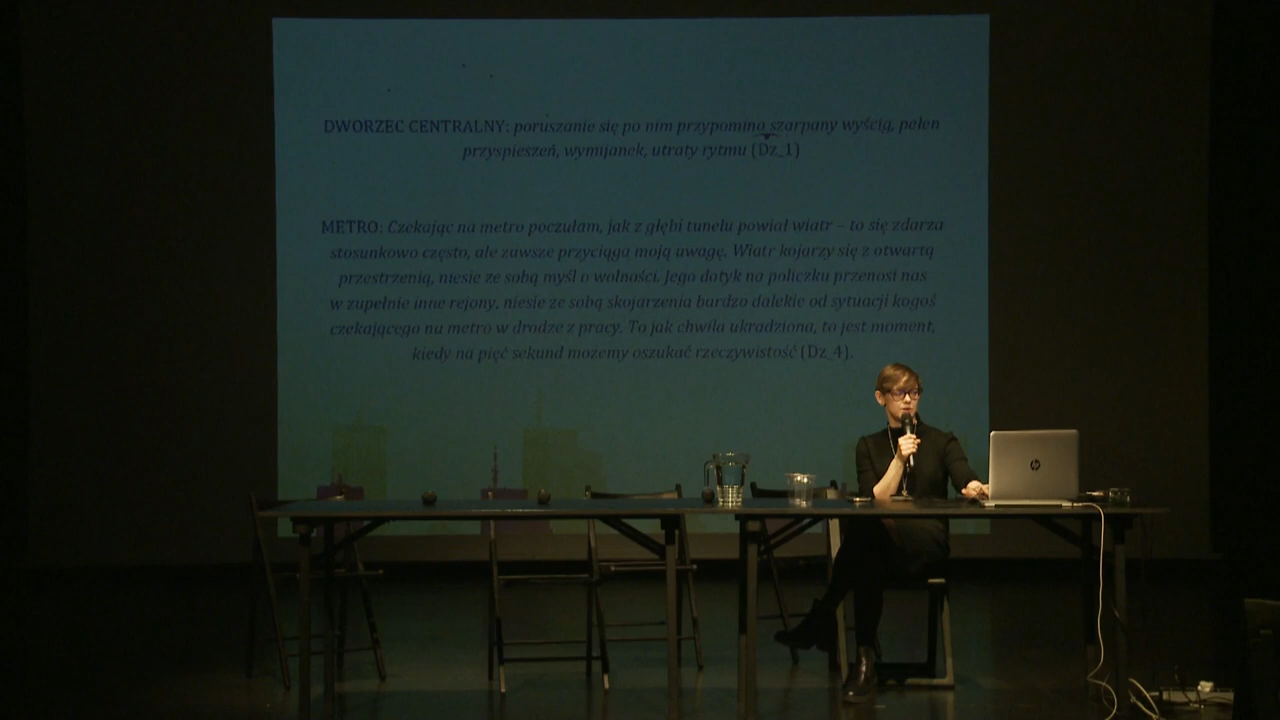 DWORZEC CENTRALNY: poruszanie się po nim przypomina szarpany wyścig, pełen
przyspieszeń, wymijanek, utraty rytmu (Dz_1)
METRO: Czekając na metro poczułam, jak z głębi tunelu powiał wiatr – to się zdarza
stosunkowo często, ale zawsze przyciąga moją uwagę. Wiatr kojarzy się z otwartą
przestrzenią, niesie ze sobą myśl o wolności. Jego dotyk na policzku przenosi nas
w zupełnie inne rejony, niesie ze sobą skojarzenia bardzo dalekie od sytuacji kogoś
czekającego na metro w drodze z pracy. To jak chwila ukradziona, to jest moment,
kiedy na pięć sekund możemy oszukać rzeczywistość (Dz_4).
hp